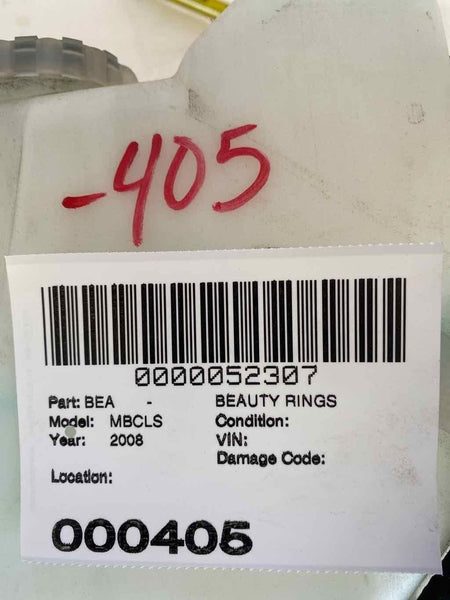 -405
0000052307
Part: BEA - BEAUTY RINGS
Model: MBCLS Condition:
Year: 2008 VIN:
Damage Code:
Location:
000405